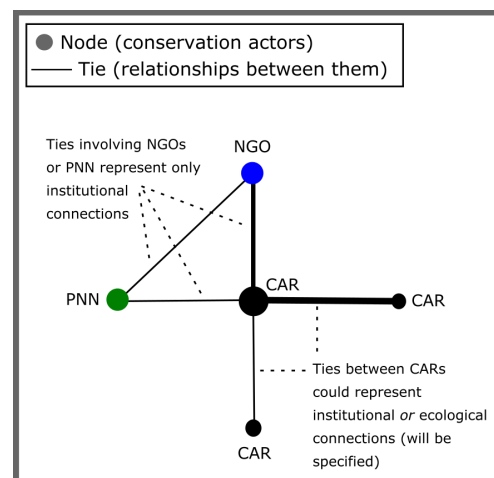 Node (conservation actors)
Tie (relationships between them)
Ties involving NGOs
or PNN represent only
institutional
connections
NGO
PNN
CAR
CAR
Ties between CARs
could represent
institutional or ecological
connections (will be
specified)
CAR